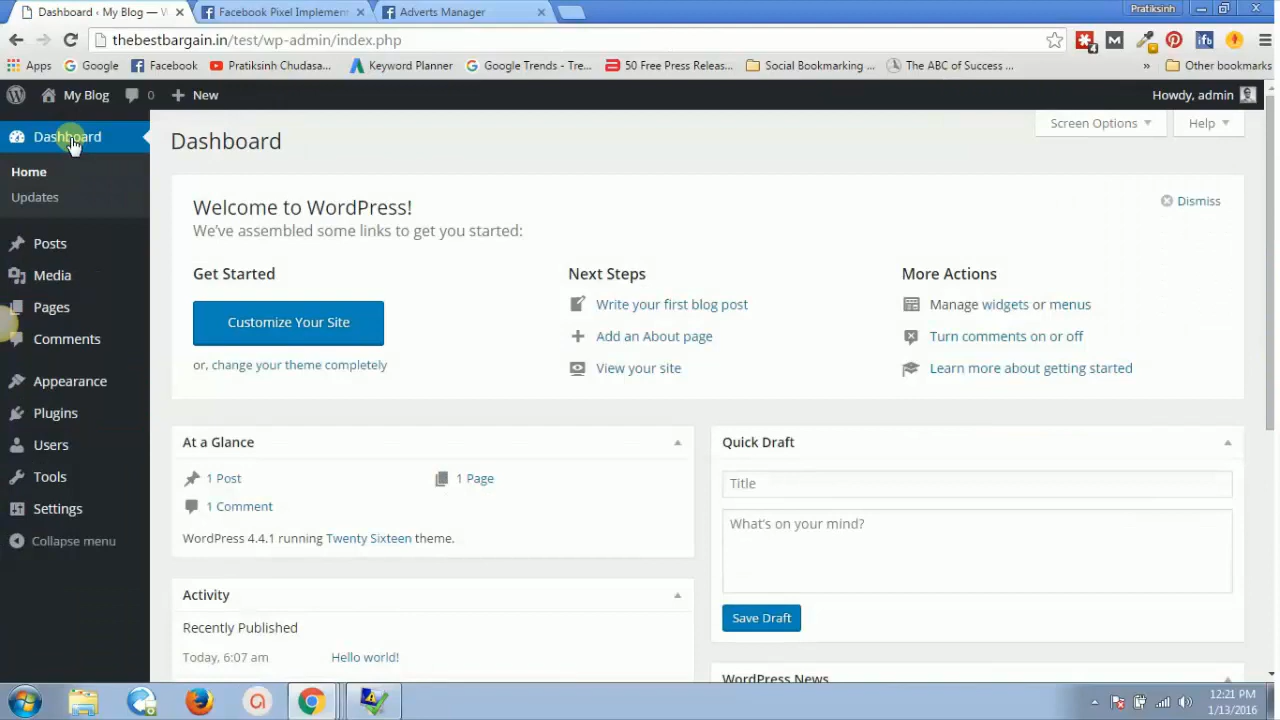 Dashboard ‹ My Blog —
Facebook Pixel Implemen
Adverts Manager
Pratiksinh
thebestbargain.in/test/wp-admin/index.php
Apps
Google
Facebook
Pratiksinh Chudasa...
Keyword Planner
Google Trends - Tre...
50 Free Press Releas...
Social Bookmarking ...
The ABC of Success ...
»
Other bookmarks
My Blog
0
New
Howdy, admin
Dashboard
Home
Updates
Posts
Media
Pages
Comments
Appearance
Plugins
Users
Tools
Settings
Collapse menu
Dashboard
Screen Options
Help
Welcome to WordPress!
We've assembled some links to get you started:
Dismiss
Get Started
Customize Your Site
or, change your theme completely
Next Steps
Write your first blog post
Add an About page
View your site
More Actions
Manage widgets or menus
Turn comments on or off
Learn more about getting started
At a Glance
1 Post
1 Page
1 Comment
WordPress 4.4.1 running Twenty Sixteen theme.
Activity
Recently Published
Today, 6:07 am
Hello world!
Quick Draft
Title
What's on your mind?
Save Draft
WordPress News
12:21 PM
1/13/2016